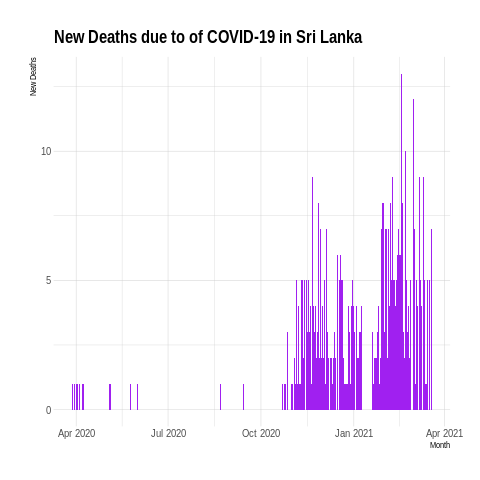 New Deaths due to of COVID-19 in Sri Lanka
New Deaths
10
5
0
Apr 2020 Jul 2020 Oct 2020 Jan 2021 Apr 2021
Month